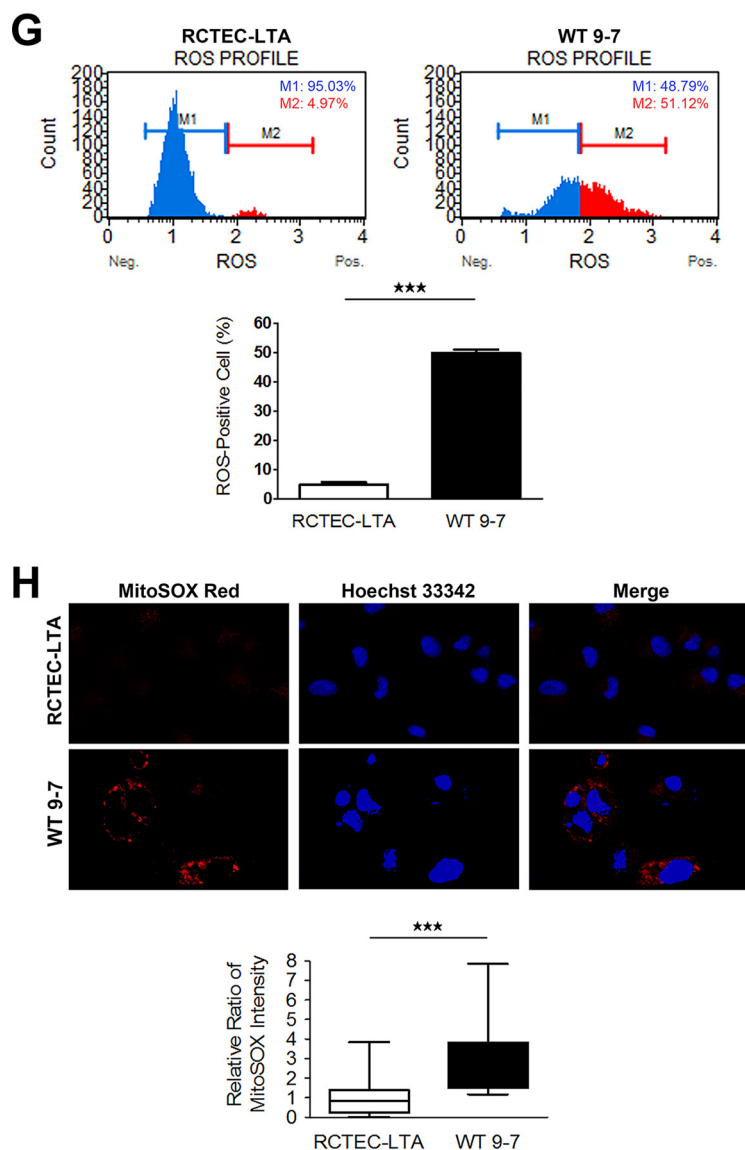 G
RCTEC-LTA
ROS PROFILE
M1: 95.03%
M2: 4.97%
M1
M2
Count
200
180
160
140
120
100
80
60
40
20
0
0 1 2 3 4
Neg. ROS Pos.
WT 9-7
ROS PROFILE
M1: 48.79%
M2: 51.12%
M1
M2
Count
200
180
160
140
120
100
80
60
40
20
0
0 1 2 3 4
Neg. ROS Pos.
★★★
ROS-Positive Cell (%)
60
50
40
30
20
10
0
RCTEC-LTA WT 9-7
H
MitoSOX Red Hoechst 33342 Merge
RCTEC-LTA
WT 9-7
★★★
Relative Ratio of
MitoSOX Intensity
8
7
6
5
4
3
2
1
0
RCTEC-LTA WT 9-7